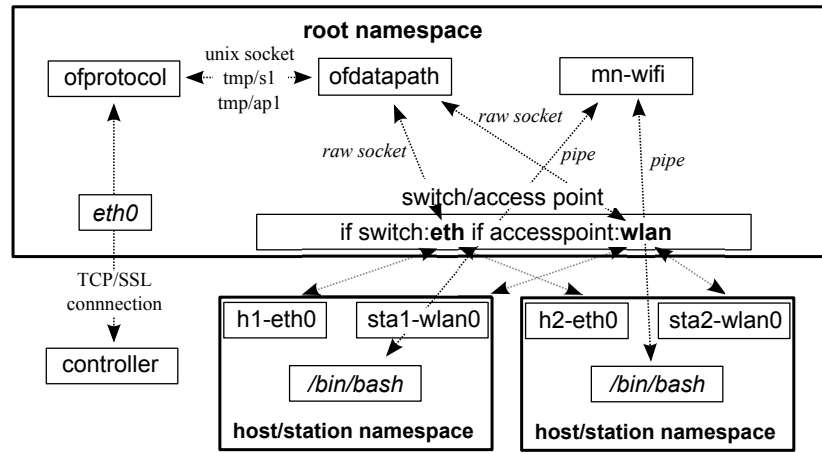 root namespace
unix socket
tmp/s1
tmp/ap1
ofprotocol
ofdatapath
mn-wifi
raw socket
raw socket
pipe
pipe
eth0
switch/access point
if switch:eth if accesspoint:wlan
TCP/SSL
connnection
controller
h1-eth0
sta1-wlan0
h2-eth0
sta2-wlan0
/bin/bash
/bin/bash
host/station namespace
host/station namespace